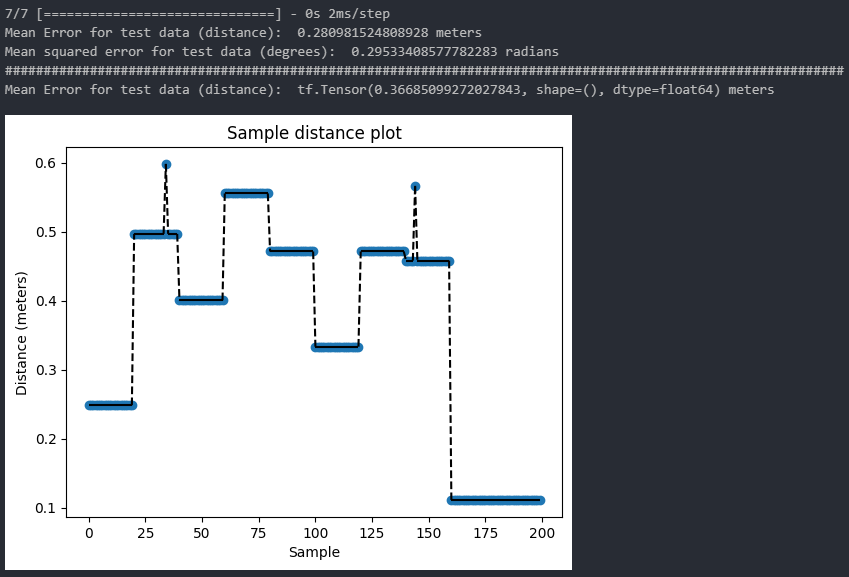 7/7 [==============================] - 0s 2ms/step
Mean Error for test data (distance):  0.280981524808928 meters
Mean squared error for test data (degrees):  0.29533408577782283 radians
#############################################################################################################
Mean Error for test data (distance):  tf.Tensor(0.36685099272027843, shape=(), dtype=float64) meters
Sample distance plot
Distance (meters)
0.6
0.5
0.4
0.3
0.2
0.1
0 25 50 75 100 125 150 175 200
Sample